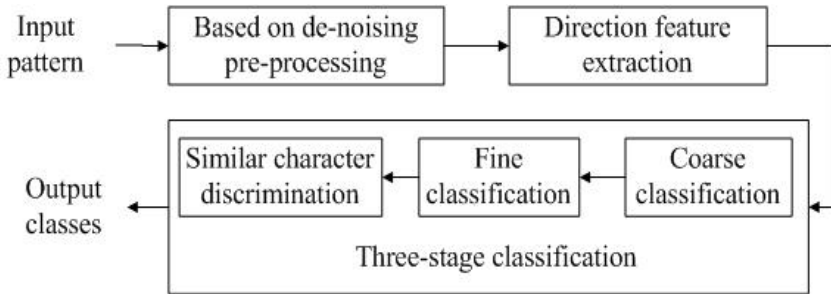 Input
pattern
Based on de-noising
pre-processing
Direction feature
extraction
Similar character
discrimination
Fine
classification
Coarse
classification
Output
classes
Three-stage classification